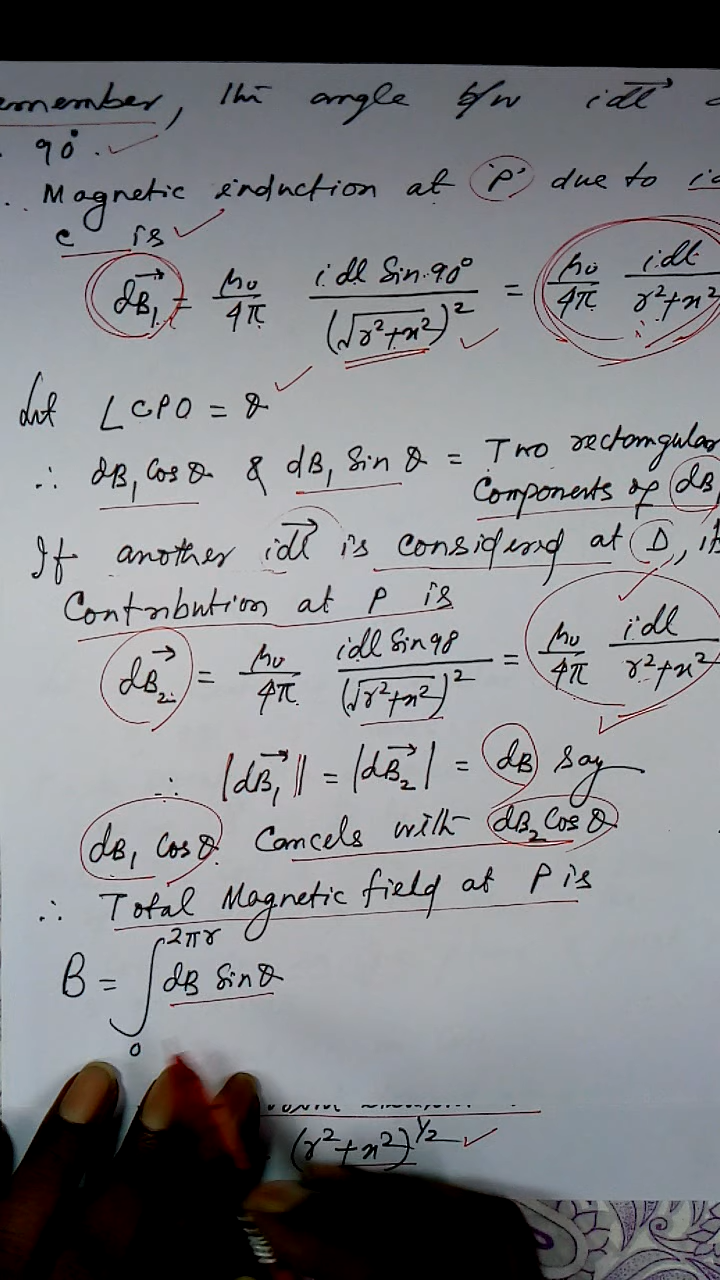 emember, The angle b/w idl⃗
90°.
∴ Magnetic induction at 'P' due to id
C is
dB₁⃗ = μ₀/4π idl Sin 90°/(√r²+x²)² = μ₀/4π idl/r²+x²
Let ∠CPO = θ
∴ dB₁ Cos θ & dB₁ Sin θ = Two rectangular
Components of dB₁
If another idl⃗ is considered at D, its
Contribution at P is
dB₂⃗ = μ₀/4π idl Sin 90/(√r²+x²)² = μ₀/4π idl/r²+x²
∴ |dB₁⃗| = |dB₂⃗| = dB say
dB₁ Cos θ Cancels with dB₂ Cos θ
∴ Total Magnetic field at P is
B = ∫₀^2πr dB Sin θ
(r²+x²)^1/2